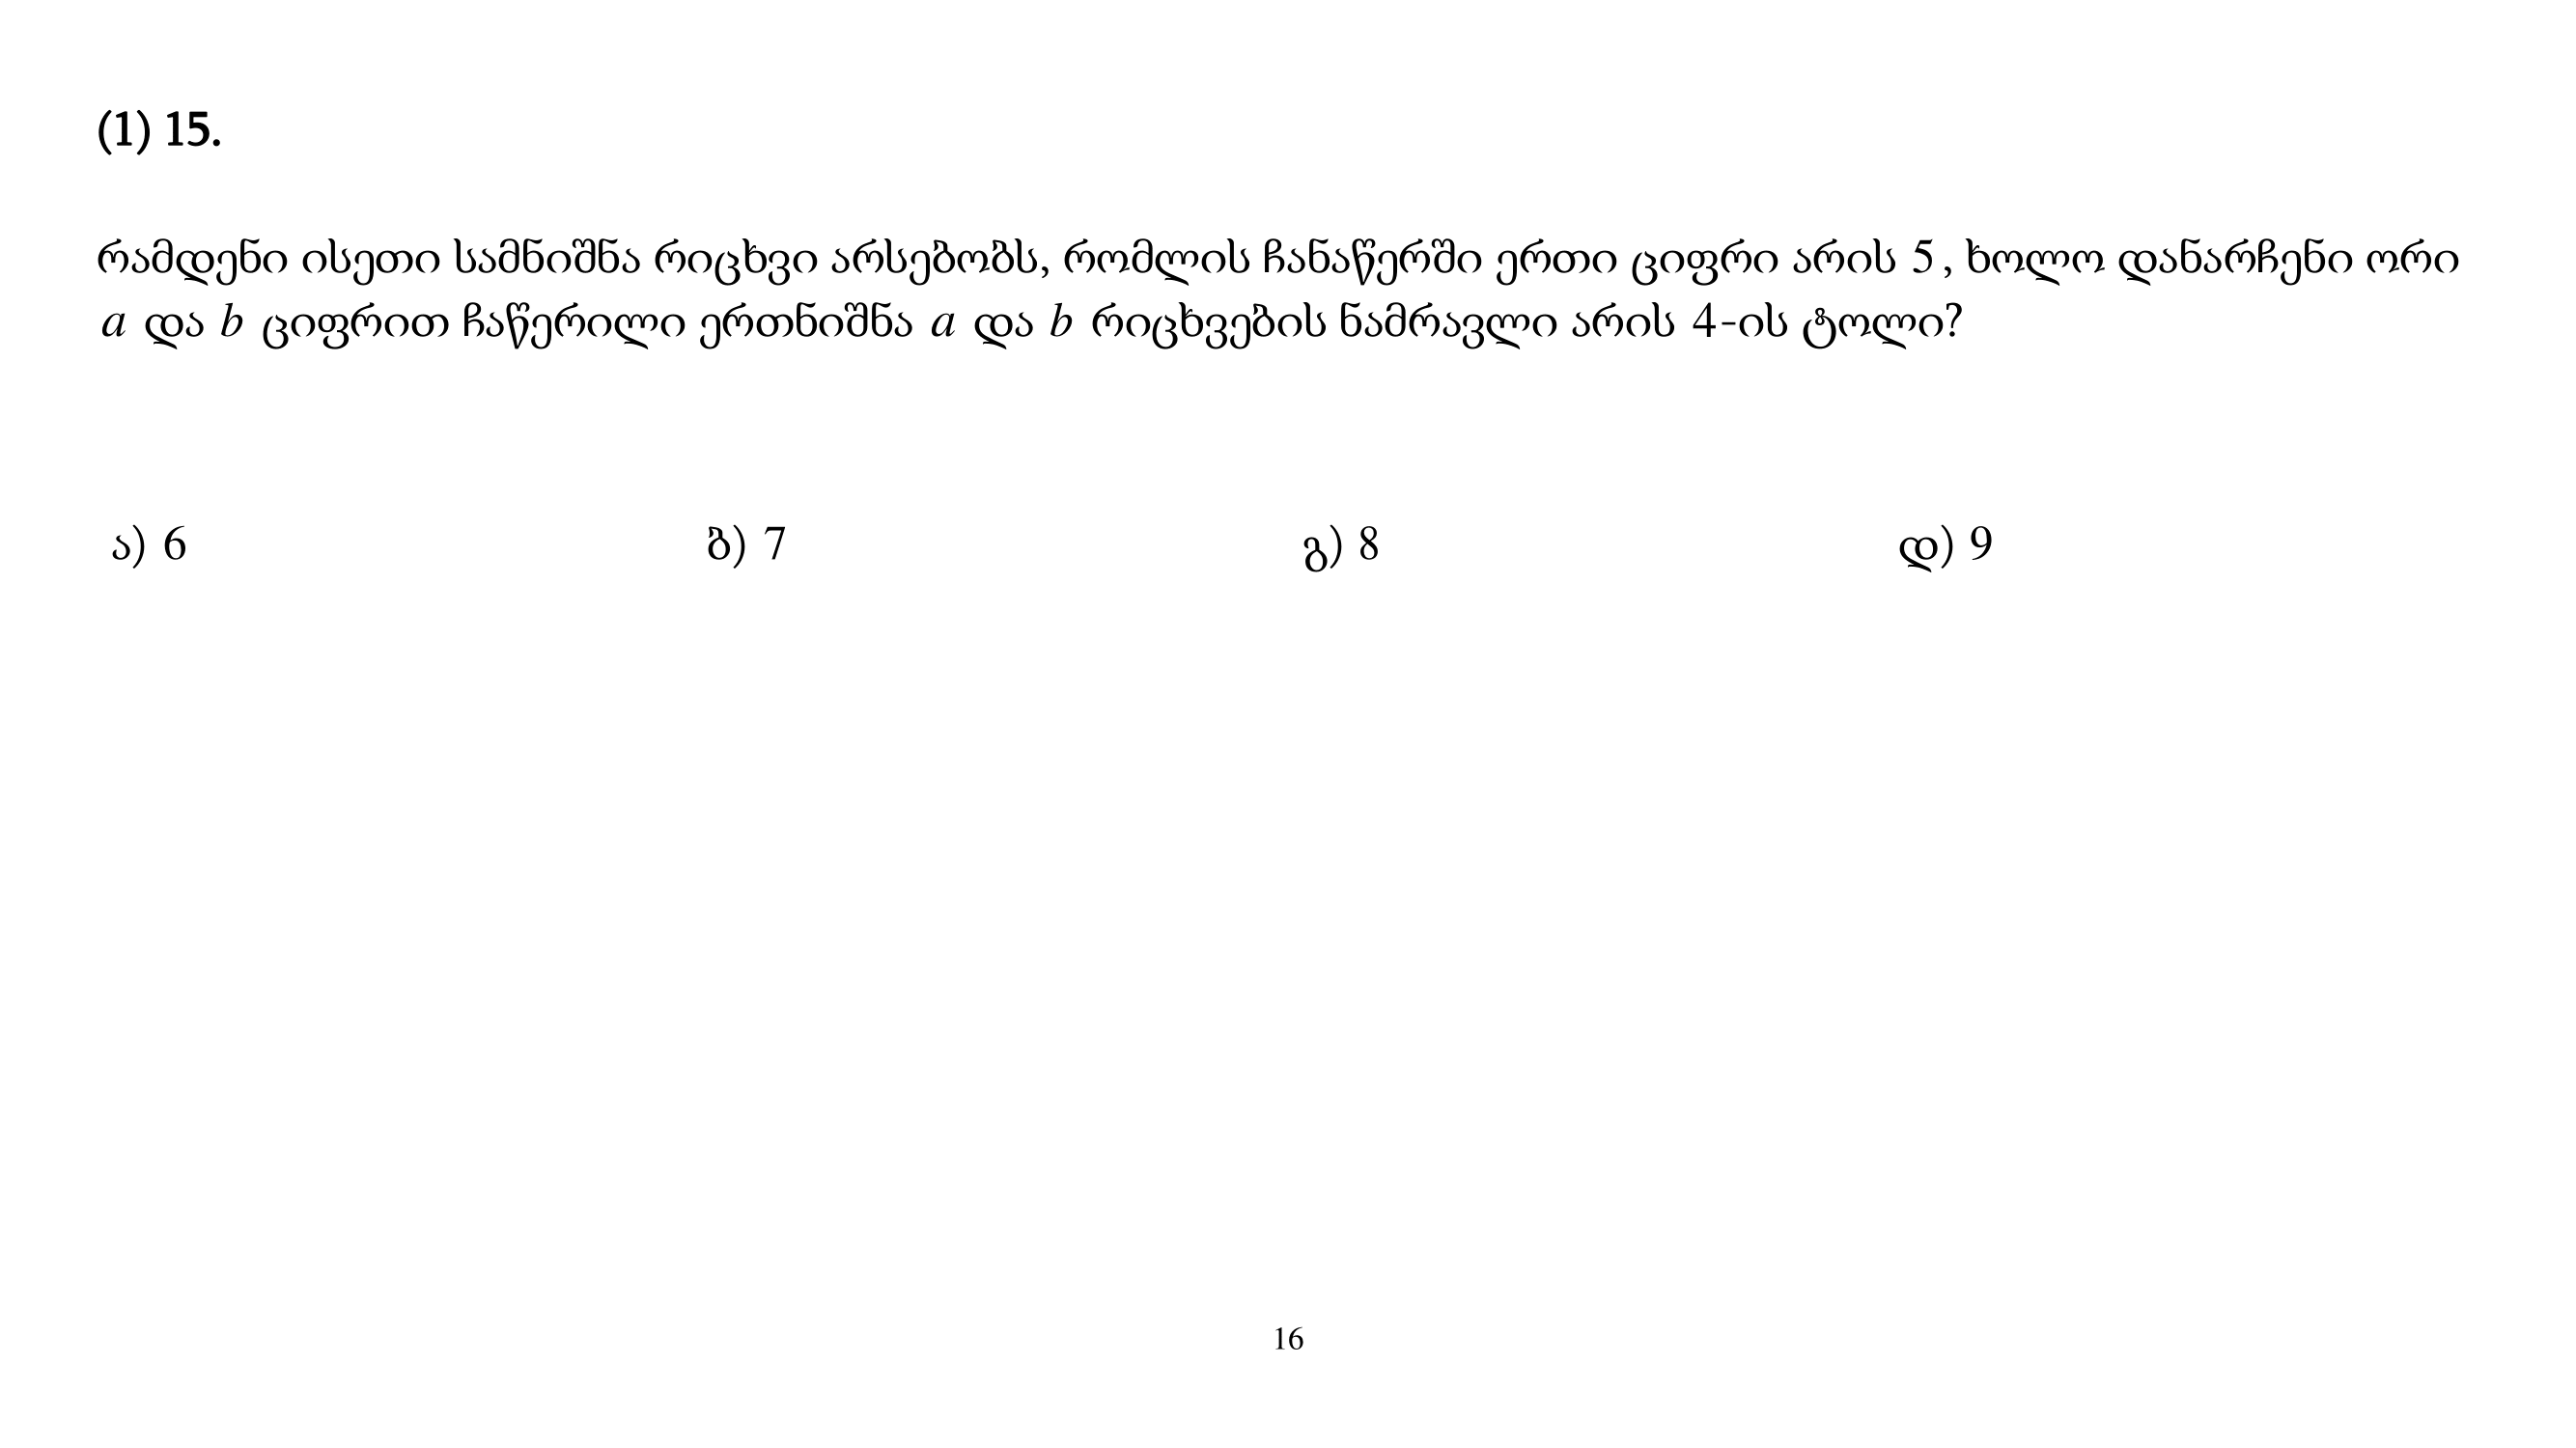 (1) 15.
რამდენი ისეთი სამნიშნა რიცხვი არსებობს, რომლის ჩანაწერში ერთი ციფრი არის 5, ხოლო დანარჩენი ორი
a და b ციფრით ჩაწერილი ერთნიშნა a და b რიცხვების ნამრავლი არის 4-ის ტოლი?
ა) 6 ბ) 7 გ) 8 დ) 9
16